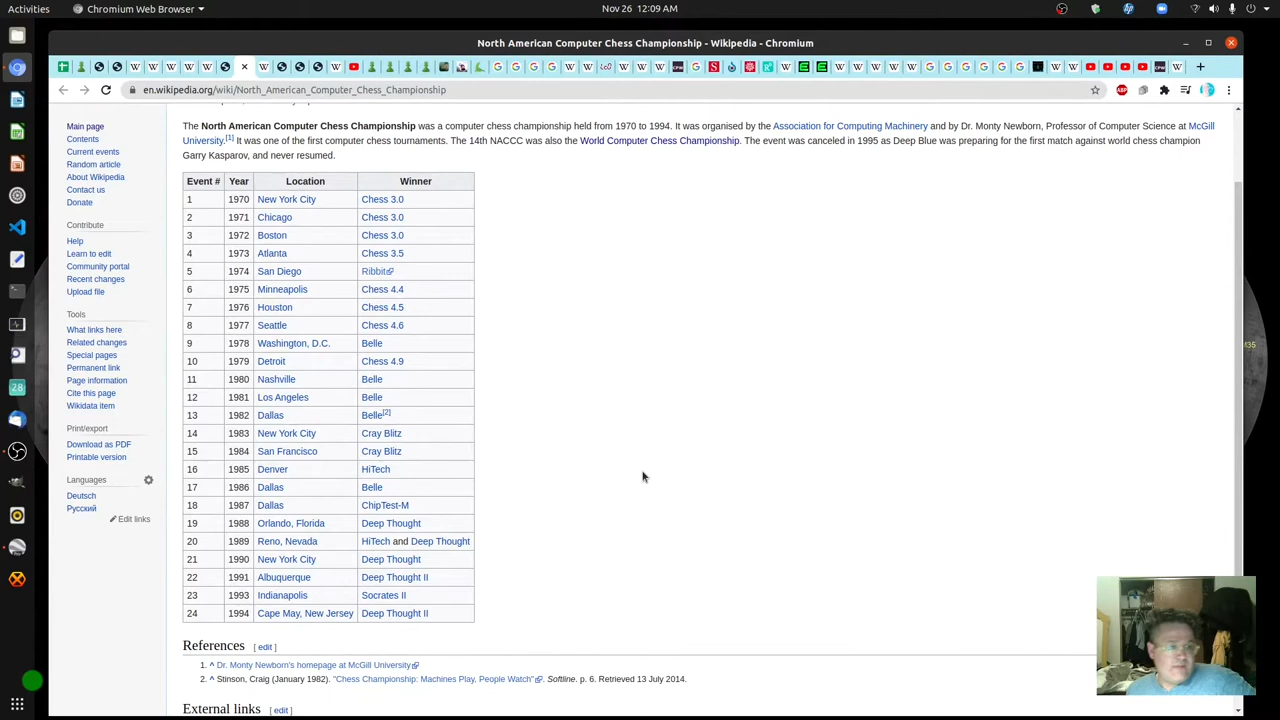 Activities
Chromium Web Browser
Nov 26 12:09 AM
North American Computer Chess Championship - Wikipedia - Chromium
en.wikipedia.org/wiki/North_American_Computer_Chess_Championship
Main page
Contents
Current events
Random article
About Wikipedia
Contact us
Donate
Contribute
Help
Learn to edit
Community portal
Recent changes
Upload file
Tools
What links here
Related changes
Special pages
Permanent link
Page information
Cite this page
Wikidata item
Print/export
Download as PDF
Printable version
Languages
Deutsch
Русский
Edit links
The North American Computer Chess Championship was a computer chess championship held from 1970 to 1994. It was organised by the Association for Computing Machinery and by Dr. Monty Newborn, Professor of Computer Science at McGill
University.[1] It was one of the first computer chess tournaments. The 14th NACCC was also the World Computer Chess Championship. The event was canceled in 1995 as Deep Blue was preparing for the first match against world chess champion
Garry Kasparov, and never resumed.
Event # Year Location Winner
1 1970 New York City Chess 3.0
2 1971 Chicago Chess 3.0
3 1972 Boston Chess 3.0
4 1973 Atlanta Chess 3.5
5 1974 San Diego Ribbit
6 1975 Minneapolis Chess 4.4
7 1976 Houston Chess 4.5
8 1977 Seattle Chess 4.6
9 1978 Washington, D.C. Belle
10 1979 Detroit Chess 4.9
11 1980 Nashville Belle
12 1981 Los Angeles Belle
13 1982 Dallas Belle[2]
14 1983 New York City Cray Blitz
15 1984 San Francisco Cray Blitz
16 1985 Denver HiTech
17 1986 Dallas Belle
18 1987 Dallas ChipTest-M
19 1988 Orlando, Florida Deep Thought
20 1989 Reno, Nevada HiTech and Deep Thought
21 1990 New York City Deep Thought
22 1991 Albuquerque Deep Thought II
23 1993 Indianapolis Socrates II
24 1994 Cape May, New Jersey Deep Thought II
References [ edit ]
1. ^ Dr. Monty Newborn's homepage at McGill University
2. ^ Stinson, Craig (January 1982). "Chess Championship: Machines Play, People Watch". Softline. p. 6. Retrieved 13 July 2014.
External links [ edit ]
28
ABP